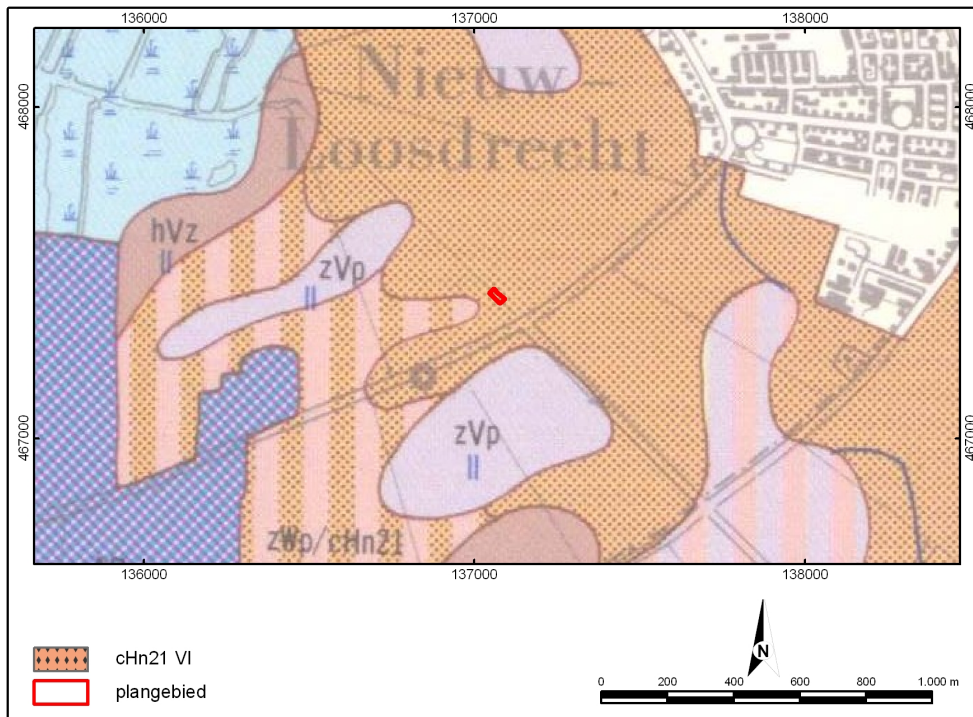 136000 137000 138000
468000 468000
Nieuw –
Loosdrecht
hVz
II
zVp
II
zVp
II
467000 467000
zWp/cHn21
136000 137000 138000
cHn21 VI
plangebied
N
0 200 400 600 800 1.000 m